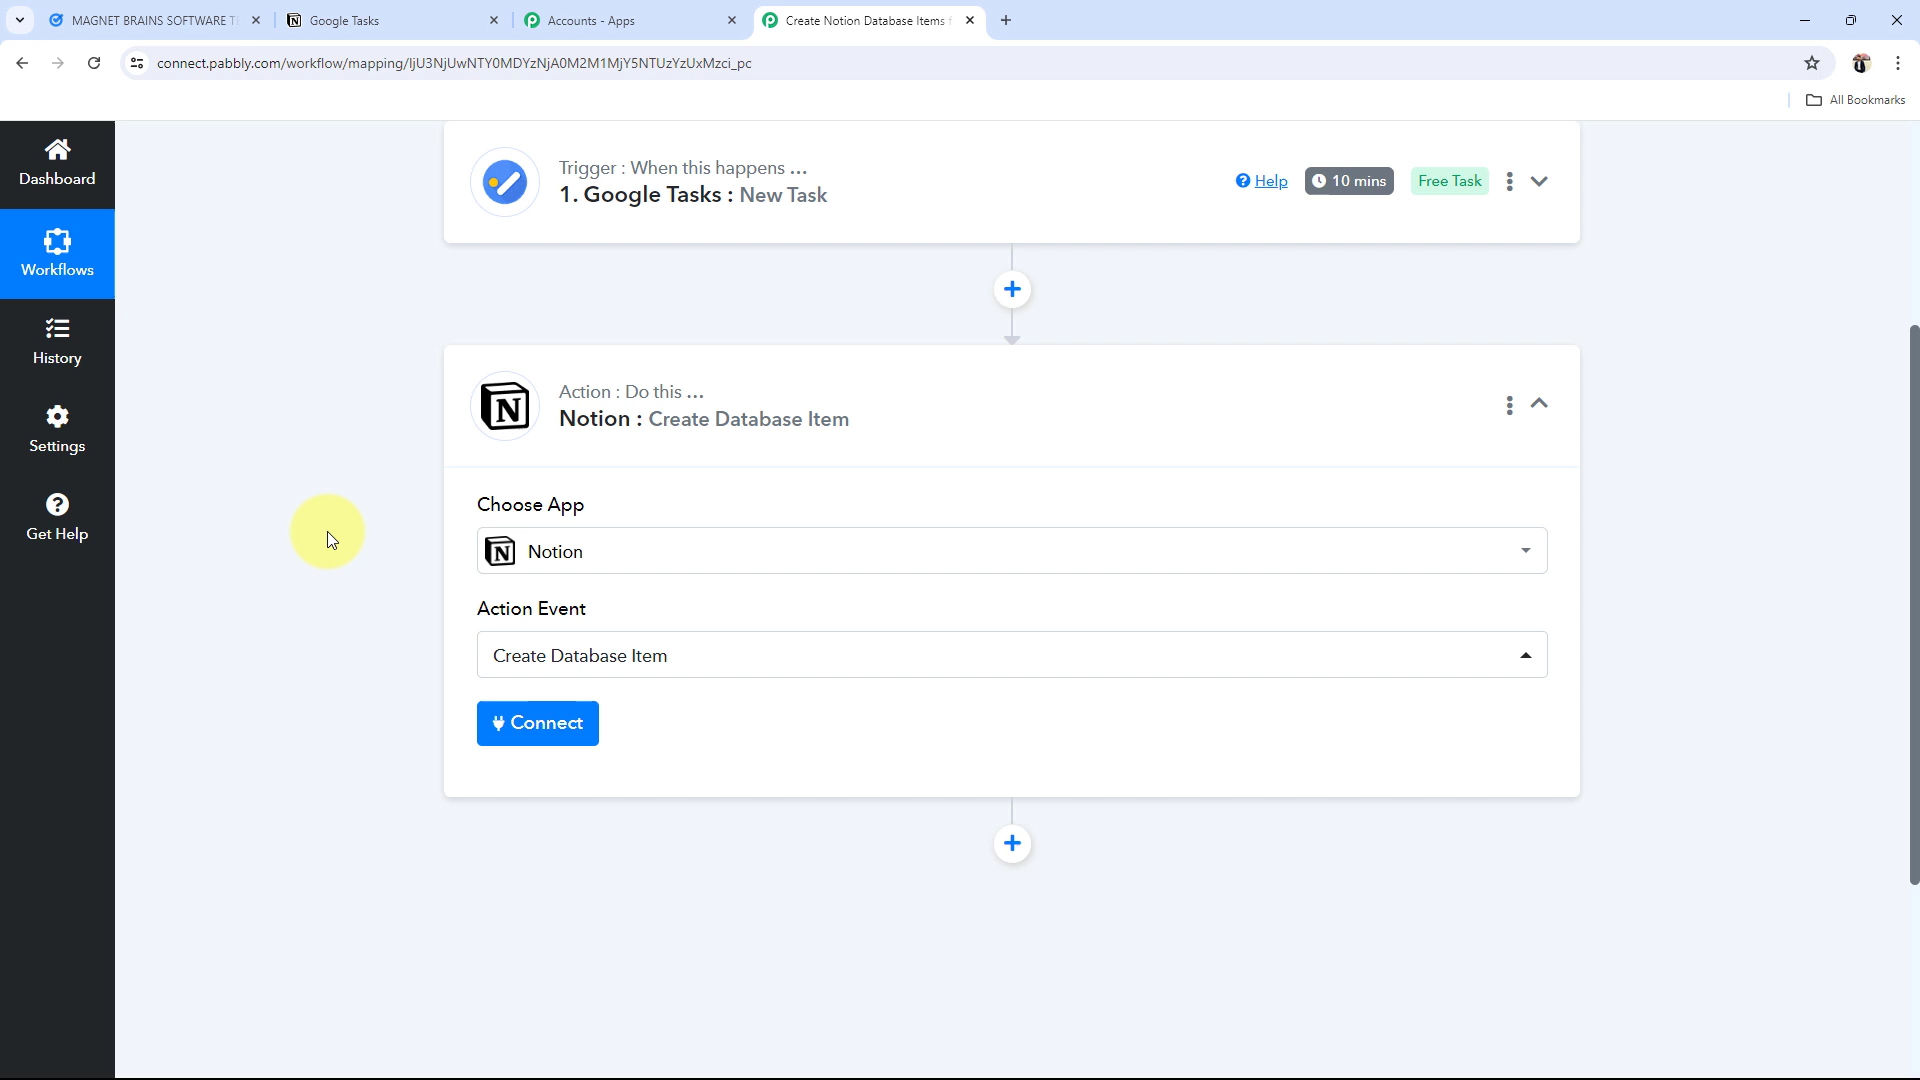 MAGNET BRAINS SOFTWARE T
Google Tasks
Accounts - Apps
Create Notion Database Items f
connect.pabbly.com/workflow/mapping/IjU3NjUwNTY0MDYzNjA0M2M1MjY5NTUzYzUxMzci_pc
All Bookmarks
Dashboard
Workflows
History
Settings
Get Help
Trigger : When this happens ...
1. Google Tasks : New Task
Help
10 mins
Free Task
Action : Do this ...
Notion : Create Database Item
Choose App
Notion
Action Event
Create Database Item
Connect